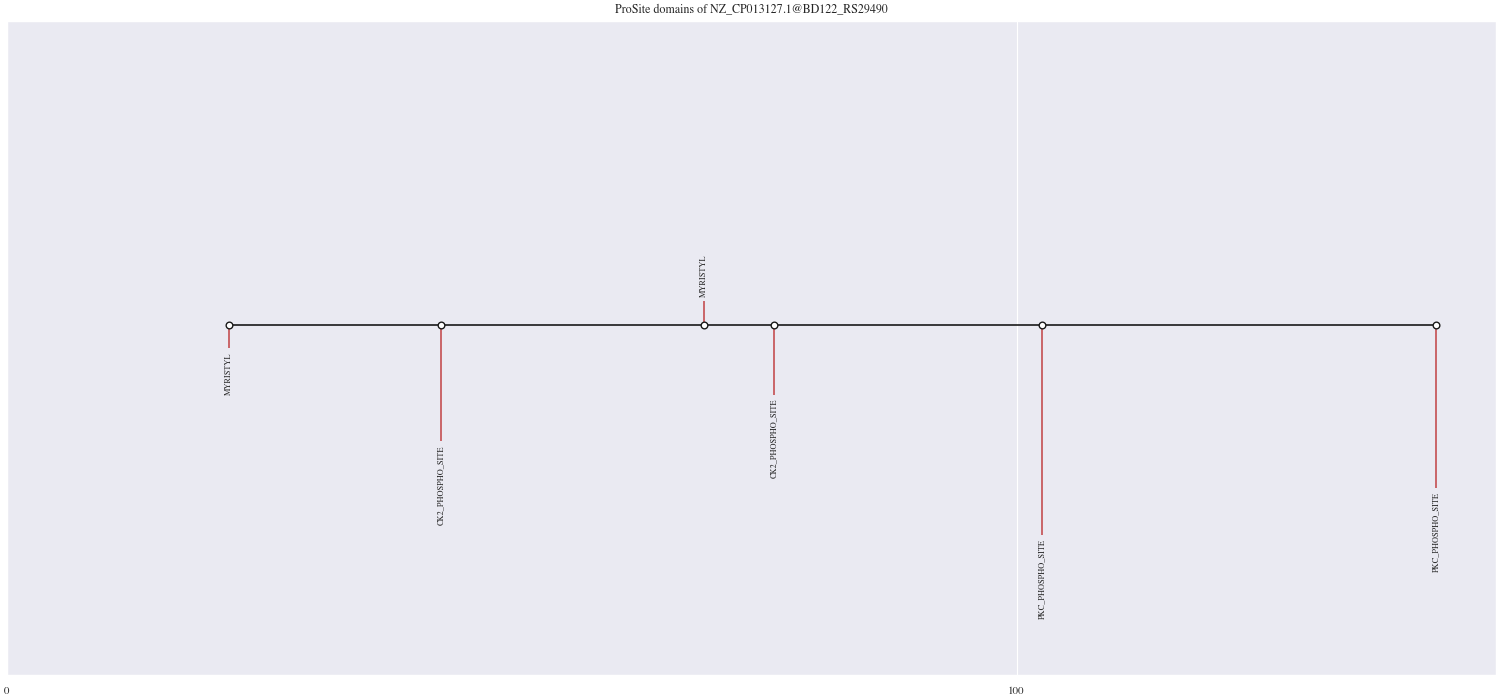 ProSite domains of NZ_CP013127.1@BD122_RS29490
MYRISTYL
MYRISTYL
CK2_PHOSPHO_SITE
CK2_PHOSPHO_SITE
PKC_PHOSPHO_SITE
PKC_PHOSPHO_SITE
0
100